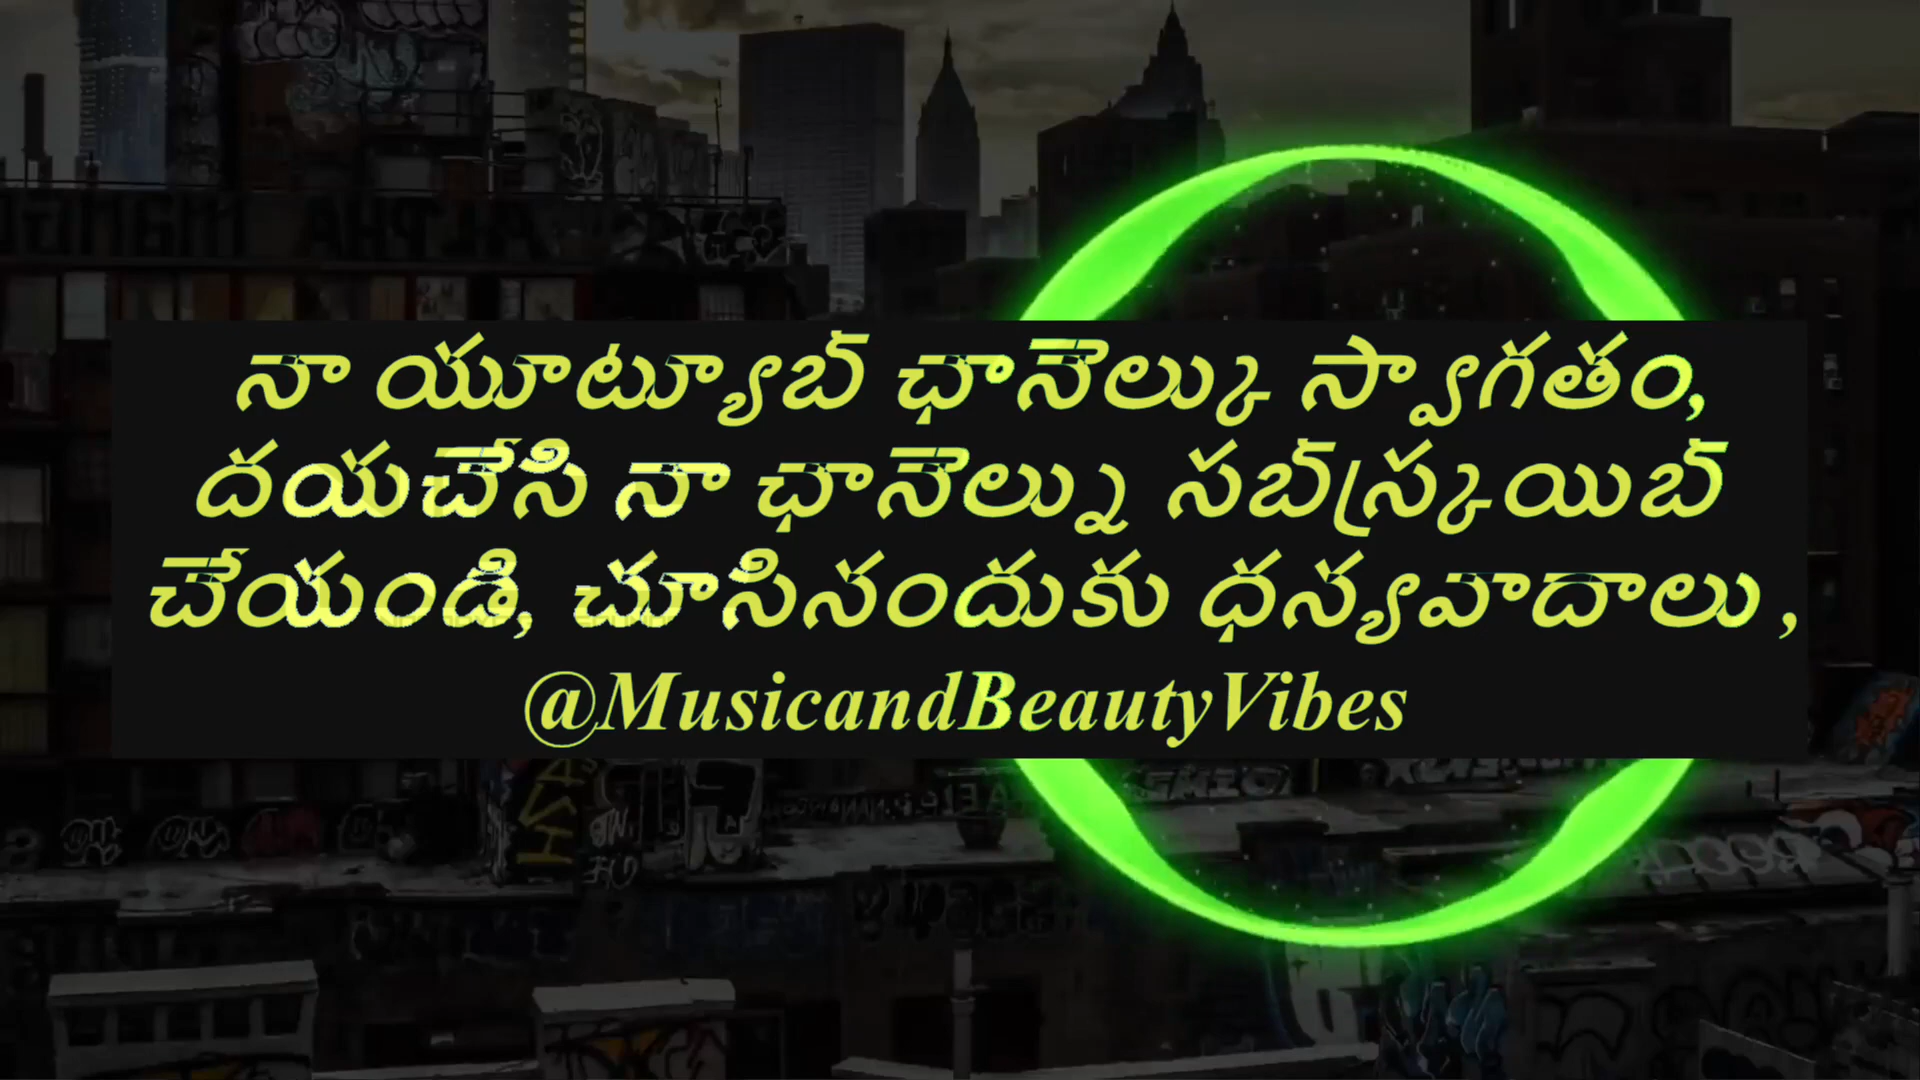 నా యూట్యూబ్ ఛానెల్కు స్వాగతం,
దయచేసి నా ఛానెల్ను సబ్‌స్క్రయిబ్
చేయండి, చూసినందుకు ధన్యవాదాలు ,
@MusicandBeautyVibes